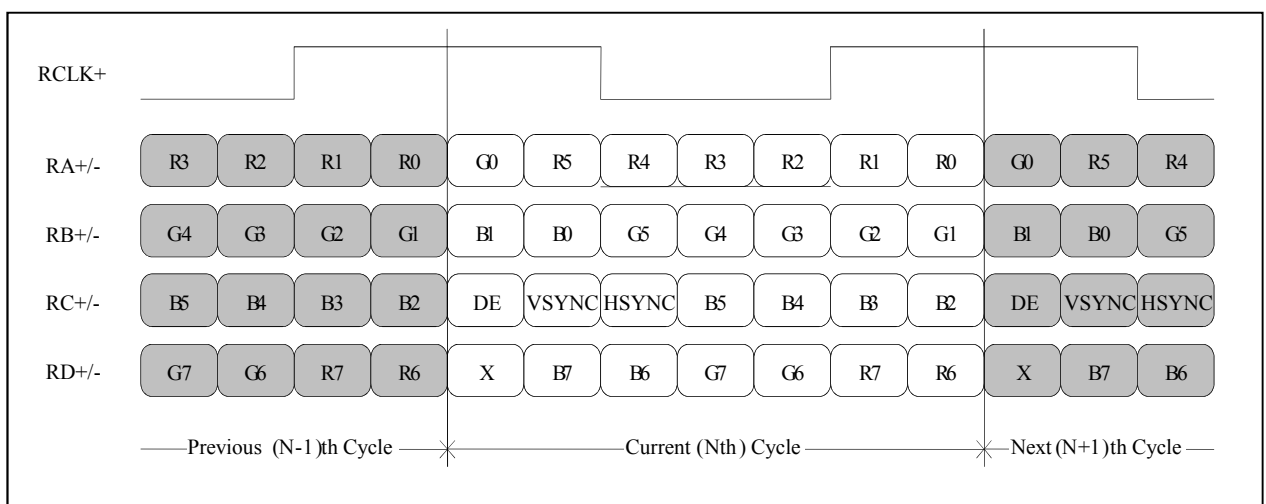 RCLK+
RA+/- R3 R2 R1 R0 G0 R5 R4 R3 R2 R1 R0 G0 R5 R4
RB+/- G4 G3 G2 G1 B1 B0 G5 G4 G3 G2 G1 B1 B0 G5
RC+/- B5 B4 B3 B2 DE VSYNC HSYNC B5 B4 B3 B2 DE VSYNC HSYNC
RD+/- G7 G6 R7 R6 X B7 B6 G7 G6 R7 R6 X B7 B6
Previous (N-1)th Cycle Current (Nth) Cycle Next (N+1)th Cycle